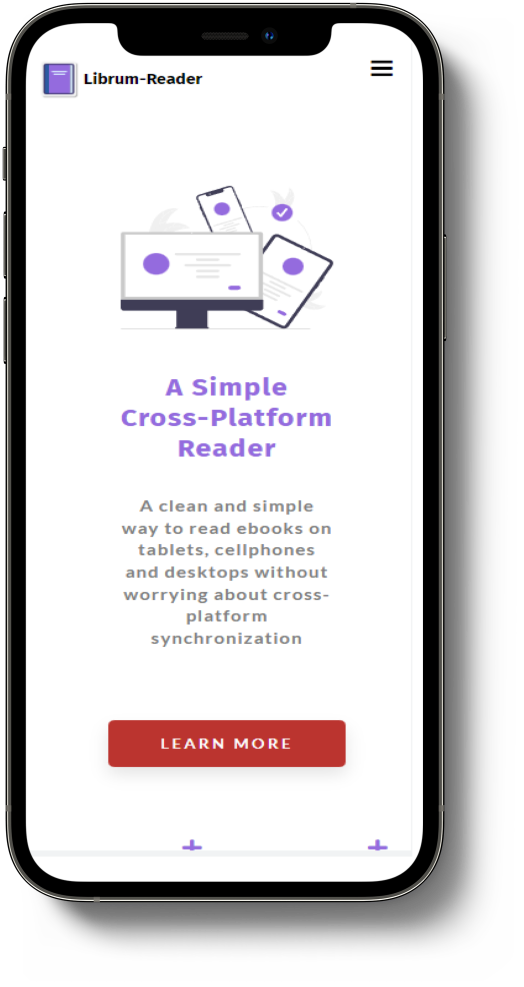 Librum-Reader
A Simple
Cross-Platform
Reader
A clean and simple
way to read ebooks on
tablets, cellphones
and desktops without
worrying about cross-
platform
synchronization
LEARN MORE